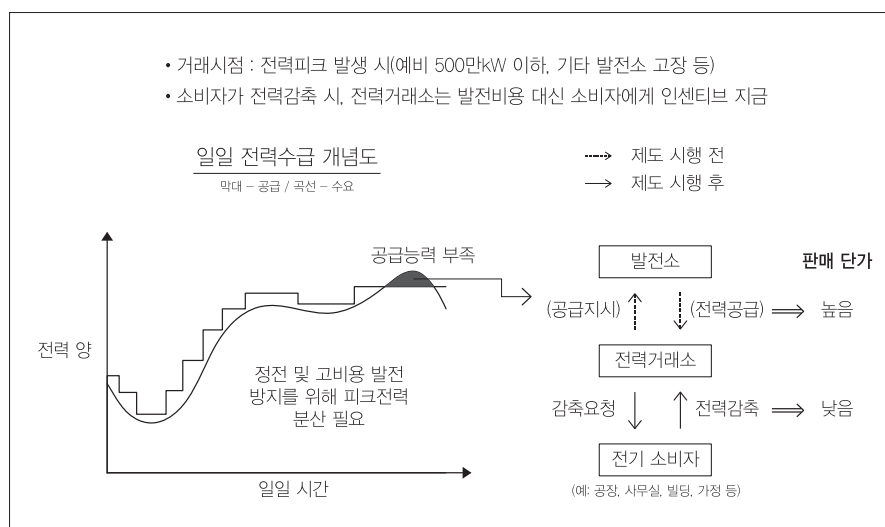 • 거래시점 : 전력피크 발생 시(예비 500만kW 이하, 기타 발전소 고장 등)
• 소비자가 전력감축 시, 전력거래소는 발전비용 대신 소비자에게 인센티브 지급
일일 전력수급 개념도
막대 – 공급 / 곡선 – 수요
제도 시행 전
제도 시행 후
공급능력 부족
발전소
판매 단가
(공급지시)
(전력공급)
높음
전력 양
전력거래소
정전 및 고비용 발전
방지를 위해 피크전력
분산 필요
감축요청
전력감축
낮음
전기 소비자
일일 시간
(예: 공장, 사무실, 빌딩, 가정 등)